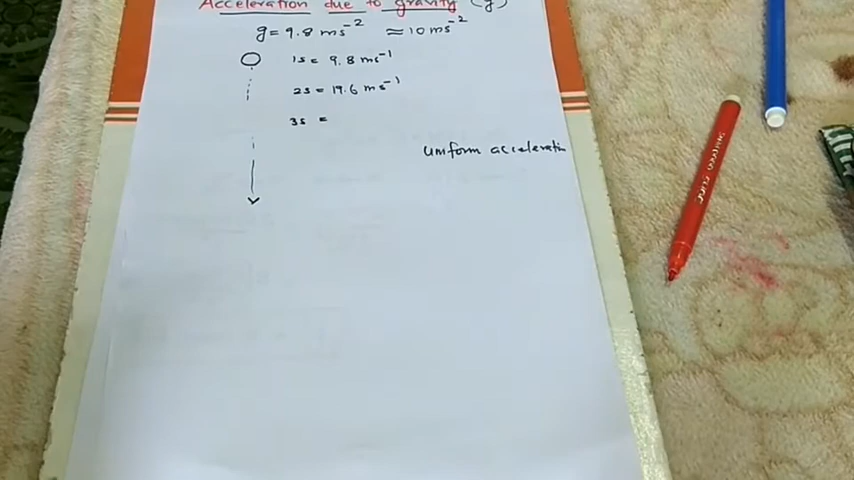 Acceleration due to gravity (g)
g = 9.8 ms⁻² ≈ 10 ms⁻²
1s = 9.8 ms⁻¹
2s = 19.6 ms⁻¹
3s =
uniform acceleration